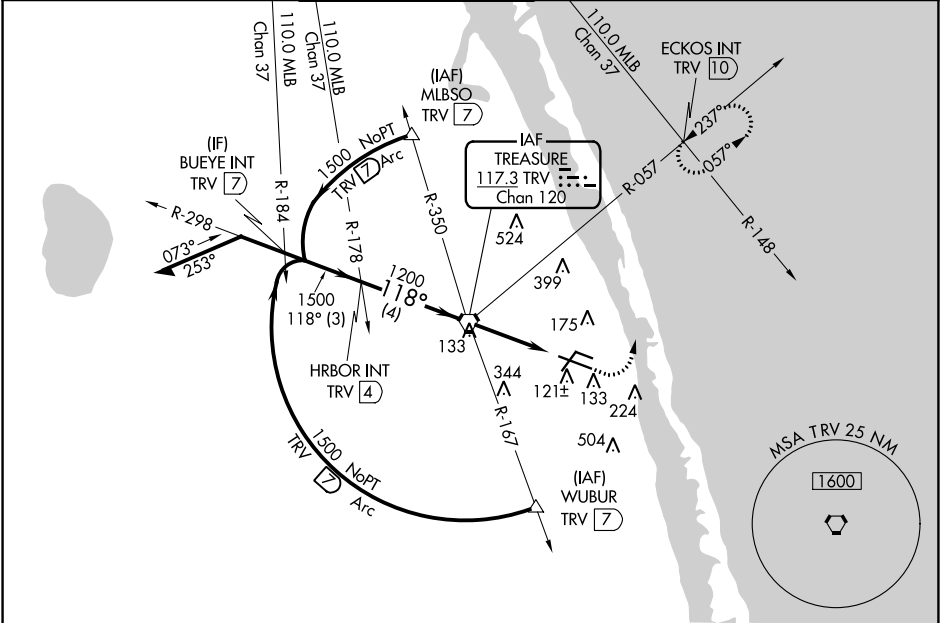 110.0 MLB
Chan 37
110.0 MLB
Chan 37
110.0 MLB
Chan 37
(IAF)
MLBSO
TRV 7
ECKOS INT
TRV 10
237°
057°
(IF)
BUEYE INT
TRV 7
1500 NoPT
TRV 7 Arc
IAF
TREASURE
117.3 TRV
Chan 120
R-057
R-148
R-184
R-178
R-350
R-298
073°
253°
524
399
1500
118° (3)
1200
118°
(4)
133
175
HRBOR INT
TRV 4
344
121±
133
224
R-167
504
1500 NoPT
TRV 7 Arc
(IAF)
WUBUR
TRV 7
MSA TRV 25 NM
1600